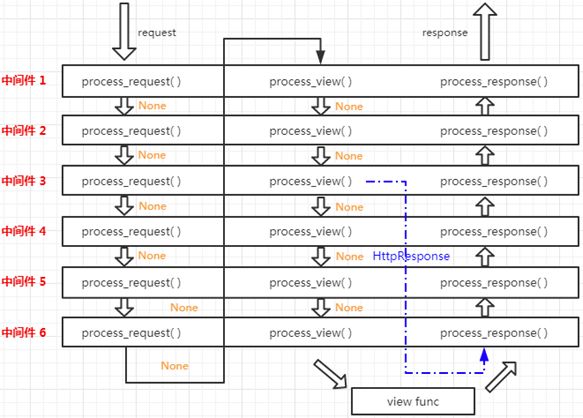 request response
中间件 1 process_request( ) process_view( ) process_response( )
None None
中间件 2 process_request( ) process_view( ) process_response( )
None None
中间件 3 process_request( ) process_view( ) process_response( )
None None
中间件 4 process_request( ) process_view( ) process_response( )
None None HttpResponse
中间件 5 process_request( ) process_view( ) process_response( )
None None
中间件 6 process_request( ) process_view( ) process_response( )
None
view func